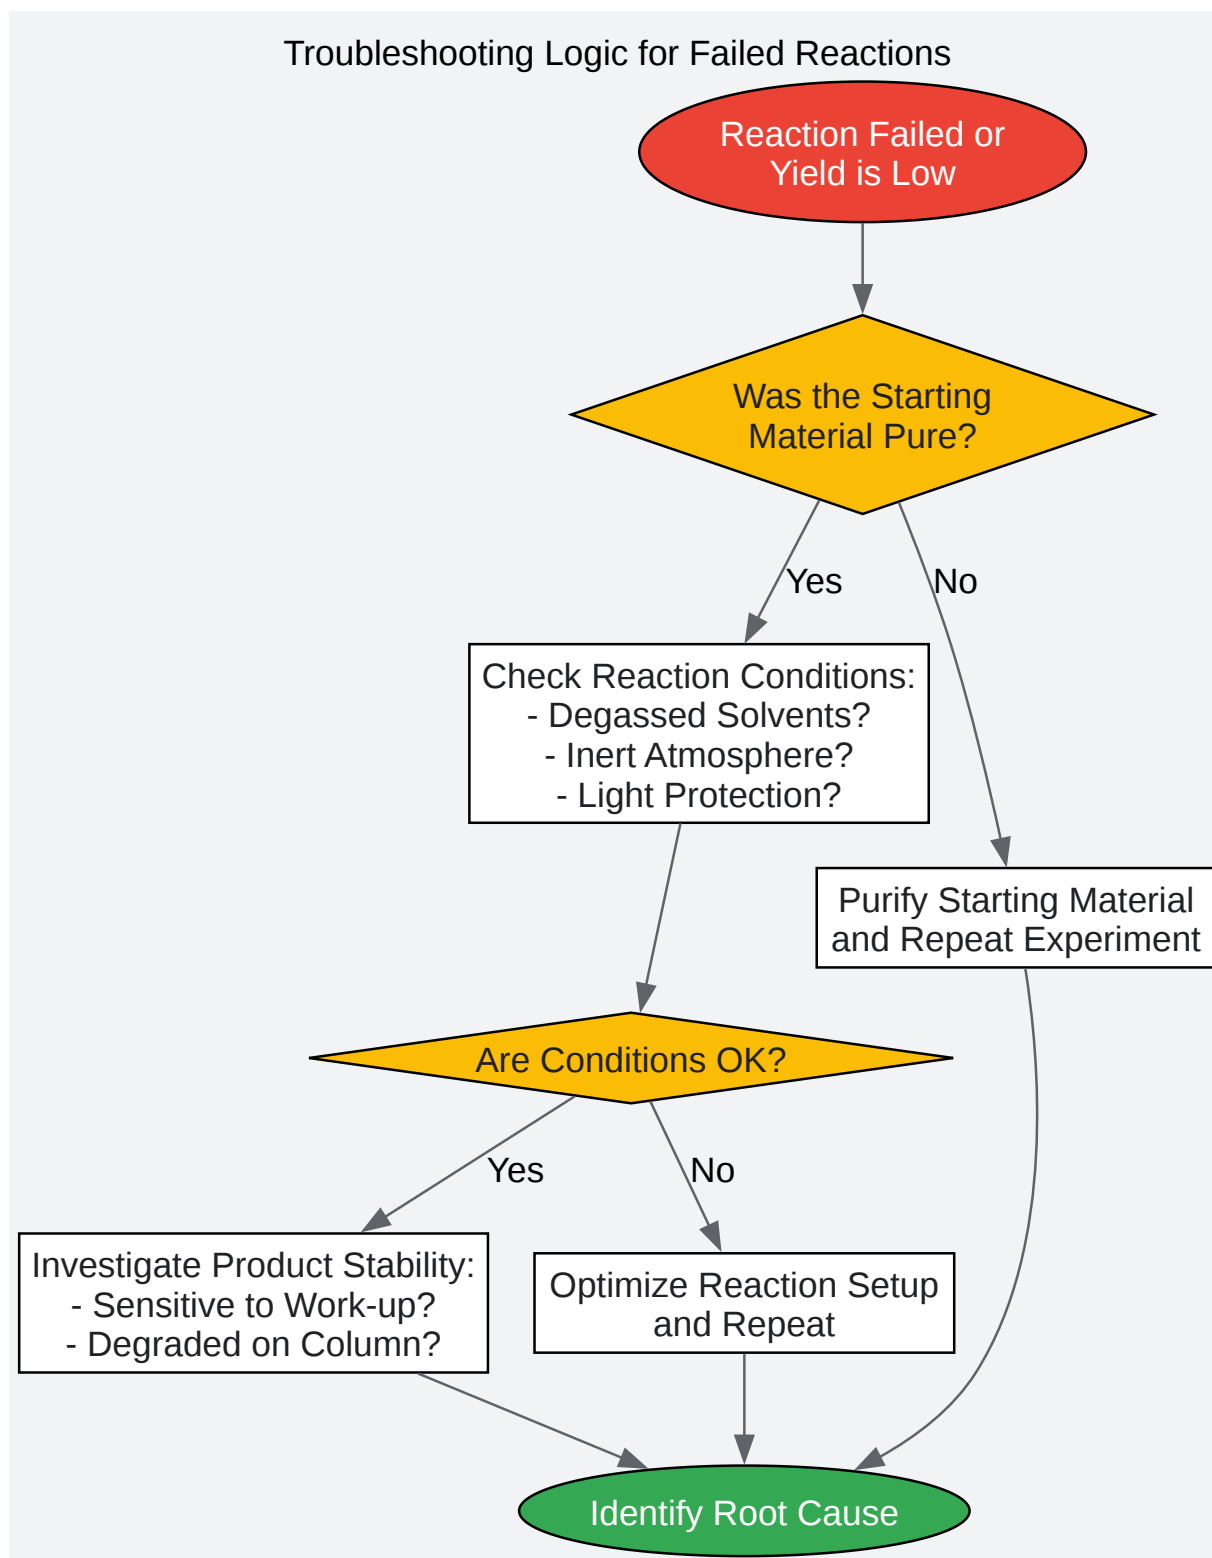 Troubleshooting Logic for Failed Reactions
Reaction Failed or
Yield is Low
Was the Starting
Material Pure?
Yes
No
Check Reaction Conditions:
- Degassed Solvents?
- Inert Atmosphere?
- Light Protection?
Purify Starting Material
and Repeat Experiment
Are Conditions OK?
Yes
No
Investigate Product Stability:
- Sensitive to Work-up?
- Degraded on Column?
Optimize Reaction Setup
and Repeat
Identify Root Cause